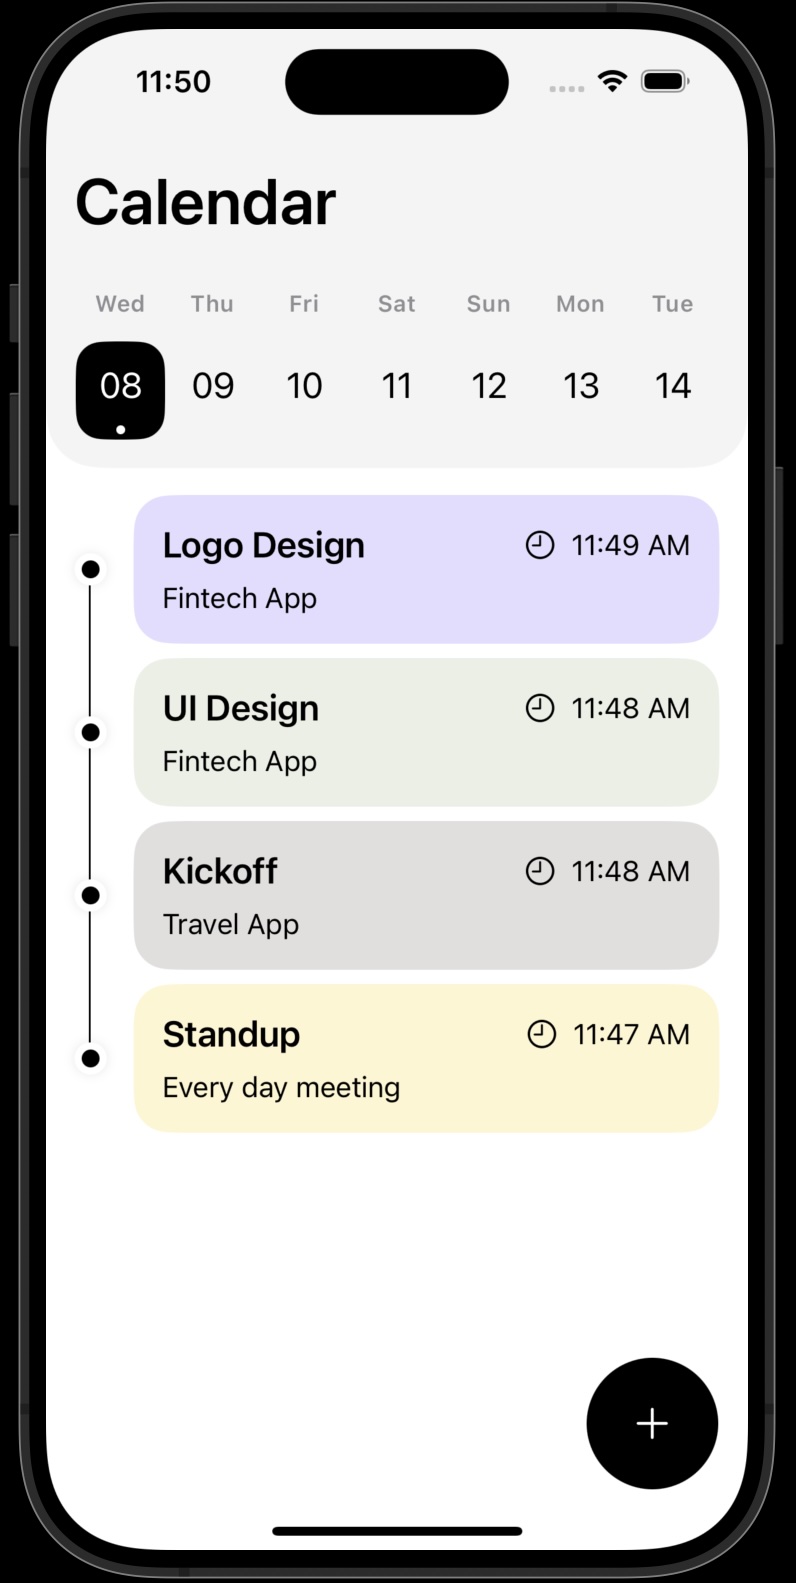 11:50
Calendar
Wed Thu Fri Sat Sun Mon Tue
08 09 10 11 12 13 14
Logo Design 11:49 AM
Fintech App
UI Design 11:48 AM
Fintech App
Kickoff 11:48 AM
Travel App
Standup 11:47 AM
Every day meeting